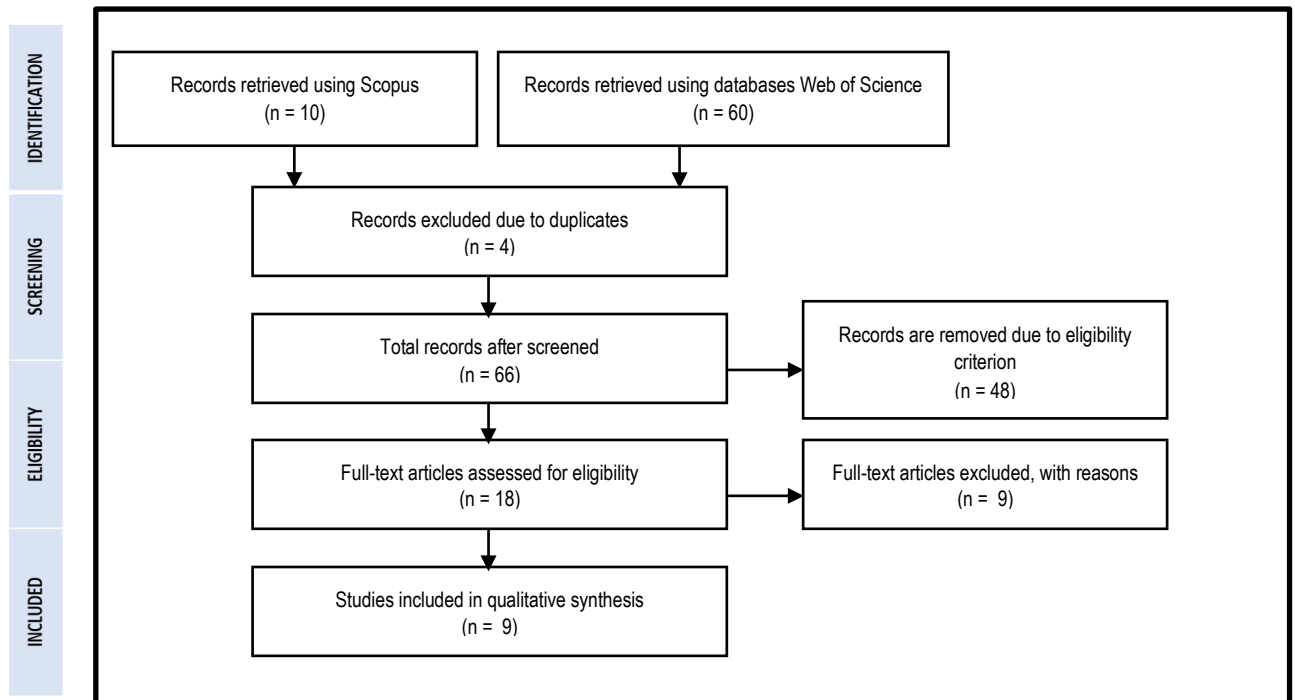 IDENTIFICATION
Records retrieved using Scopus
(n = 10)
Records retrieved using databases Web of Science
(n = 60)
SCREENING
Records excluded due to duplicates
(n = 4)
Total records after screened
(n = 66)
Records are removed due to eligibility
criterion
(n = 48)
ELIGIBILITY
Full-text articles assessed for eligibility
(n = 18)
Full-text articles excluded, with reasons
(n = 9)
INCLUDED
Studies included in qualitative synthesis
(n = 9)